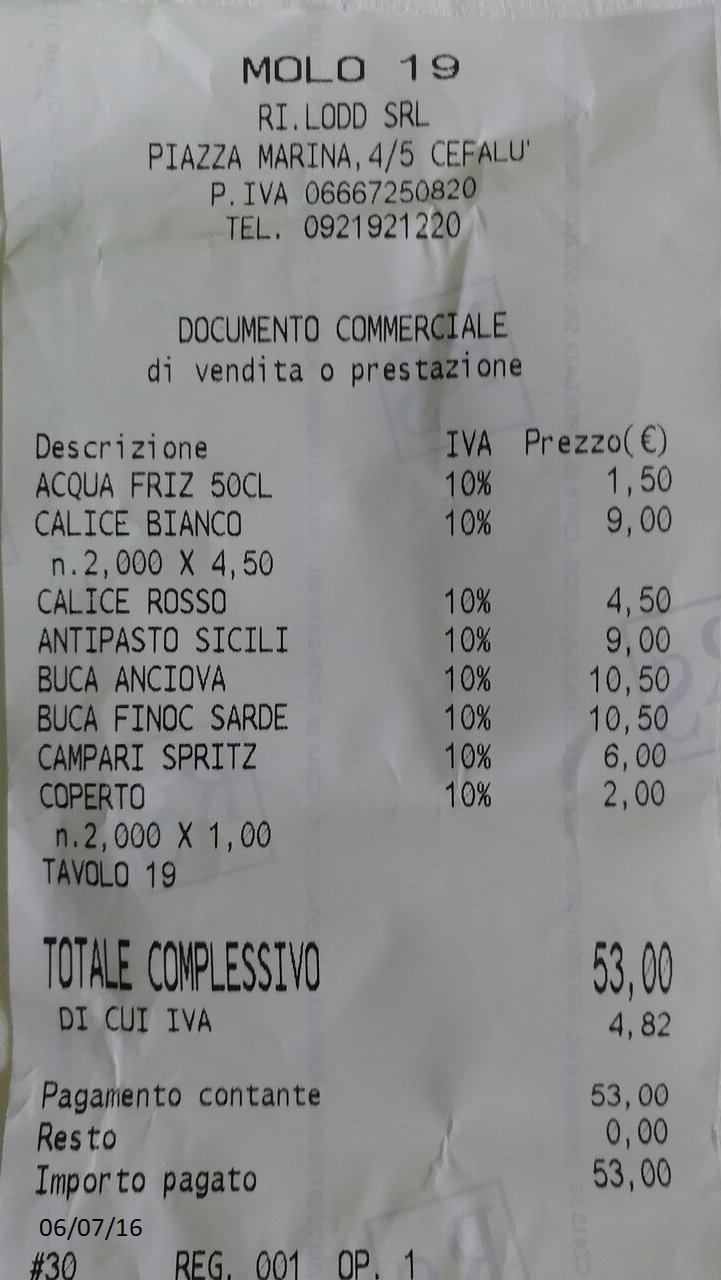 MOLO 19
RI.LODD SRL
PIAZZA MARINA,4/5 CEFALU'
P.IVA 06667250820
TEL. 0921921220
DOCUMENTO COMMERCIALE
di vendita o prestazione
Descrizione IVA Prezzo(€)
ACQUA FRIZ 50CL 10% 1,50
CALICE BIANCO 10% 9,00
n.2,000 X 4,50
CALICE ROSSO 10% 4,50
ANTIPASTO SICILI 10% 9,00
BUCA ANCIOVA 10% 10,50
BUCA FINOC SARDE 10% 10,50
CAMPARI SPRITZ 10% 6,00
COPERTO 10% 2,00
n.2,000 X 1,00
TAVOLO 19
TOTALE COMPLESSIVO 53,00
DI CUI IVA 4,82
Pagamento contante 53,00
Resto 0,00
Importo pagato 53,00
06/07/16
#30 REG. 001 OP. 1